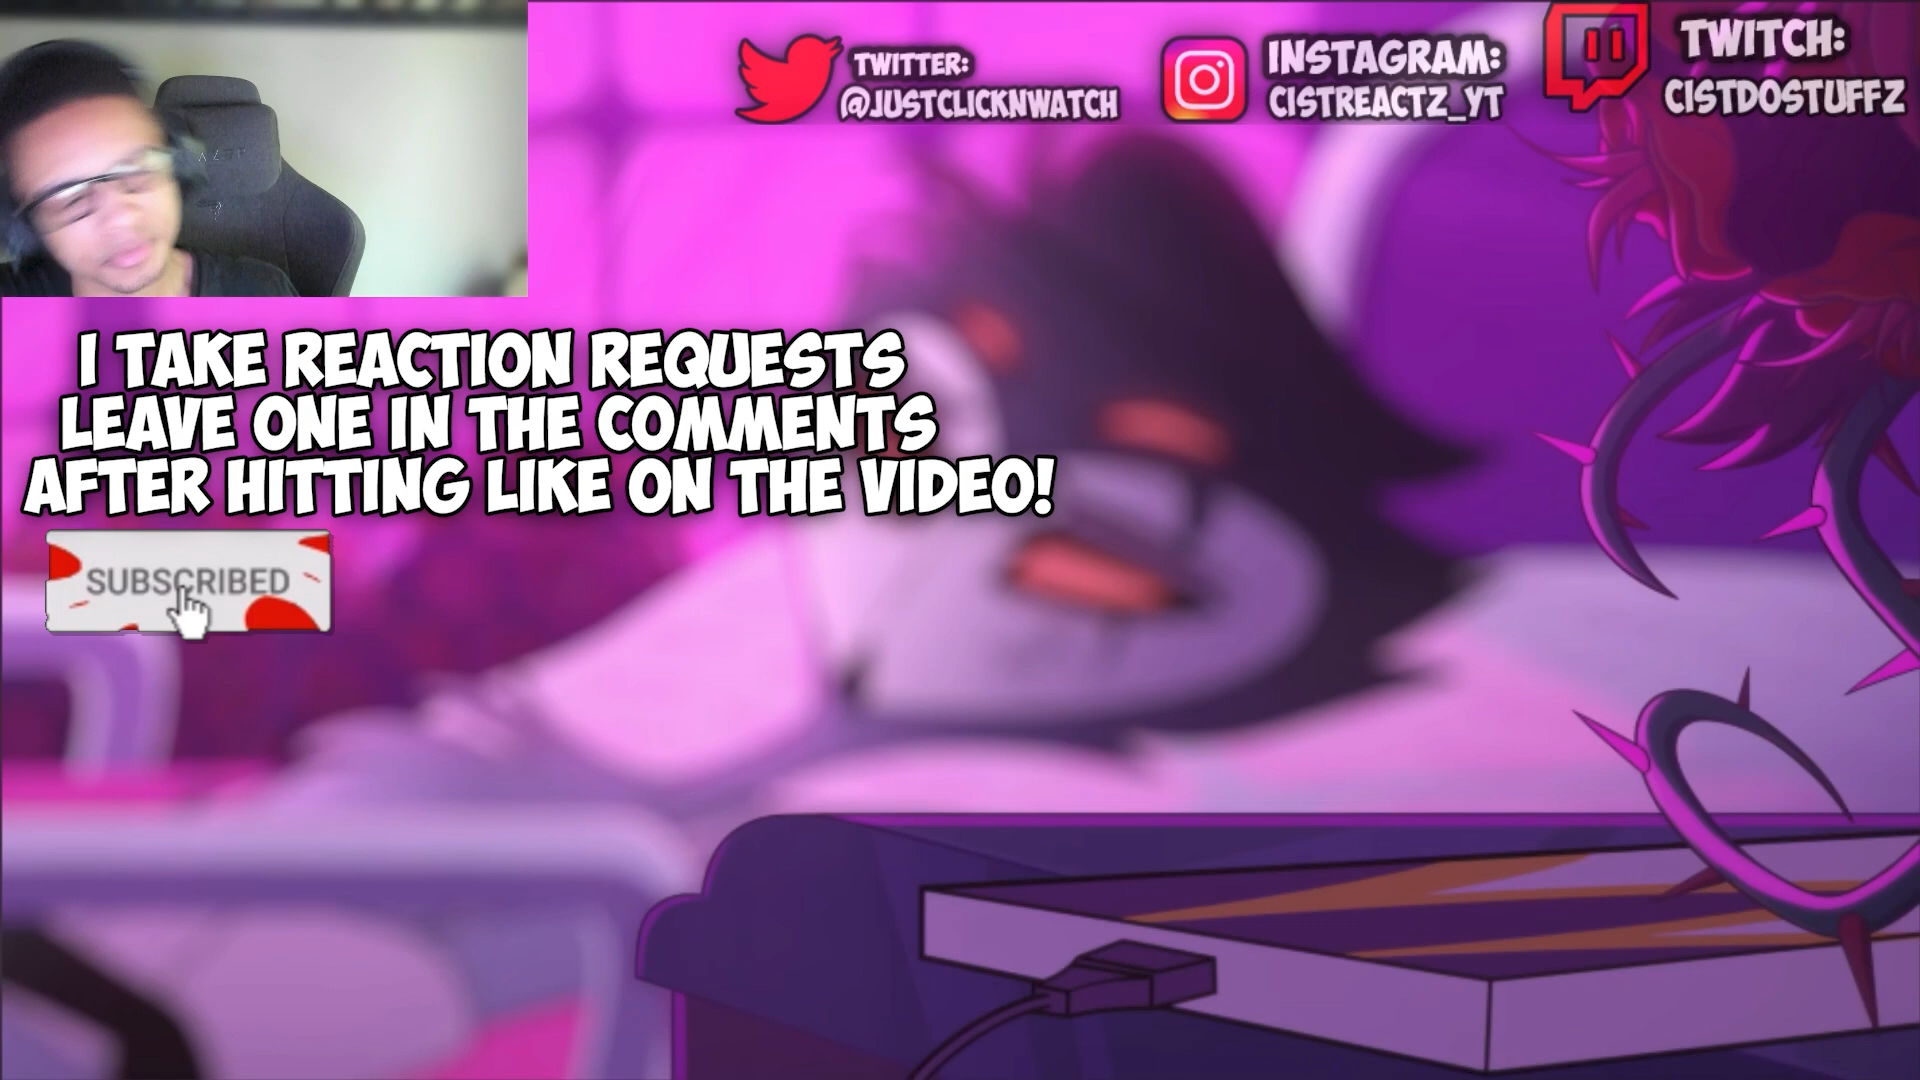 TWITTER:
@JUSTCLICKNWATCH
INSTAGRAM:
CISTREACTZ_YT
TWITCH:
CISTDOSTUFFZ
I TAKE REACTION REQUESTS
LEAVE ONE IN THE COMMENTS
AFTER HITTING LIKE ON THE VIDEO!
SUBSCRIBED